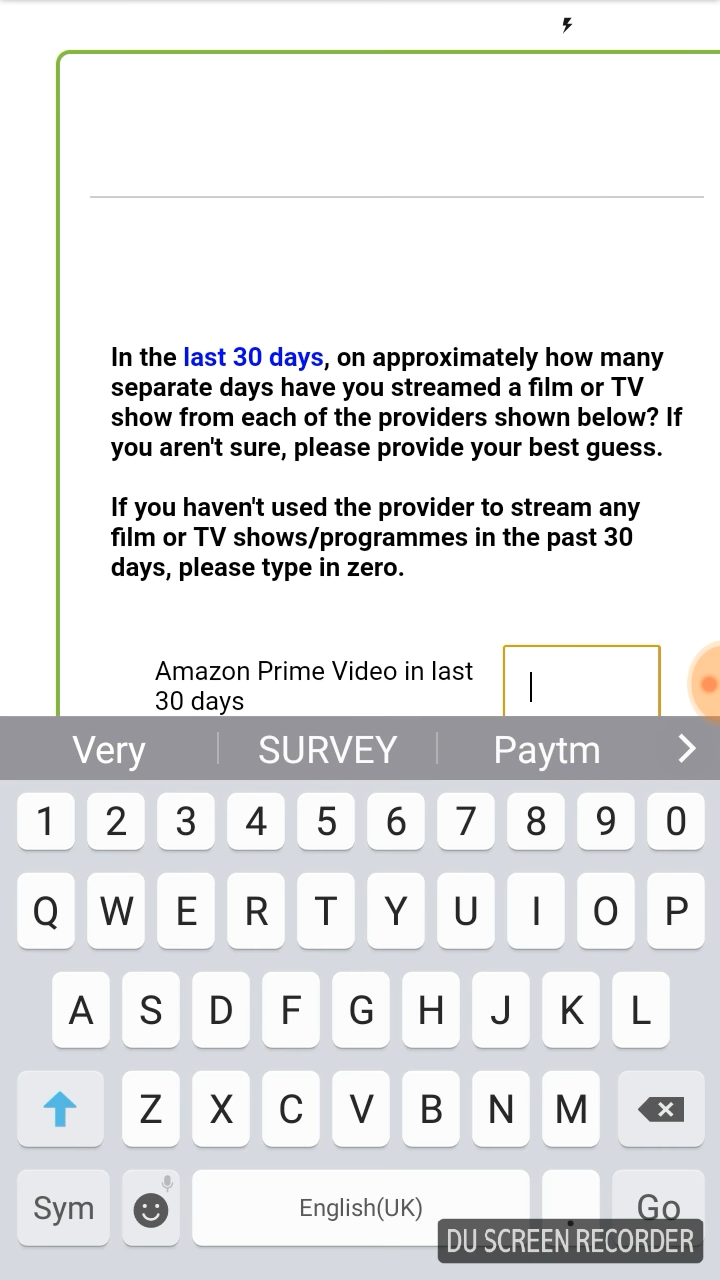 In the last 30 days, on approximately how many
separate days have you streamed a film or TV
show from each of the providers shown below? If
you aren't sure, please provide your best guess.
If you haven't used the provider to stream any
film or TV shows/programmes in the past 30
days, please type in zero.
Amazon Prime Video in last
30 days
Very SURVEY Paytm
1 2 3 4 5 6 7 8 9 0
Q W E R T Y U I O P
A S D F G H J K L
Z X C V B N M
Sym English(UK) . Go
DU SCREEN RECORDER